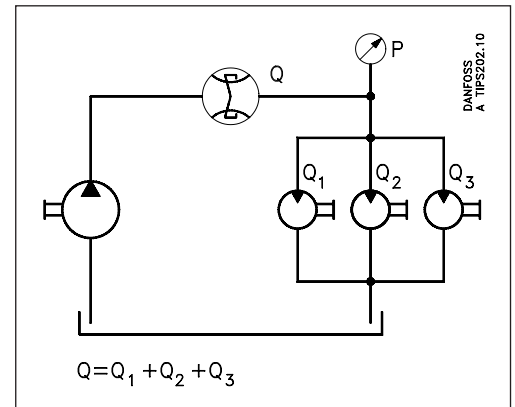 P
Q
DANFOSS
A TIPS202.10
Q₁
Q₂
Q₃
Q=Q₁+Q₂+Q₃